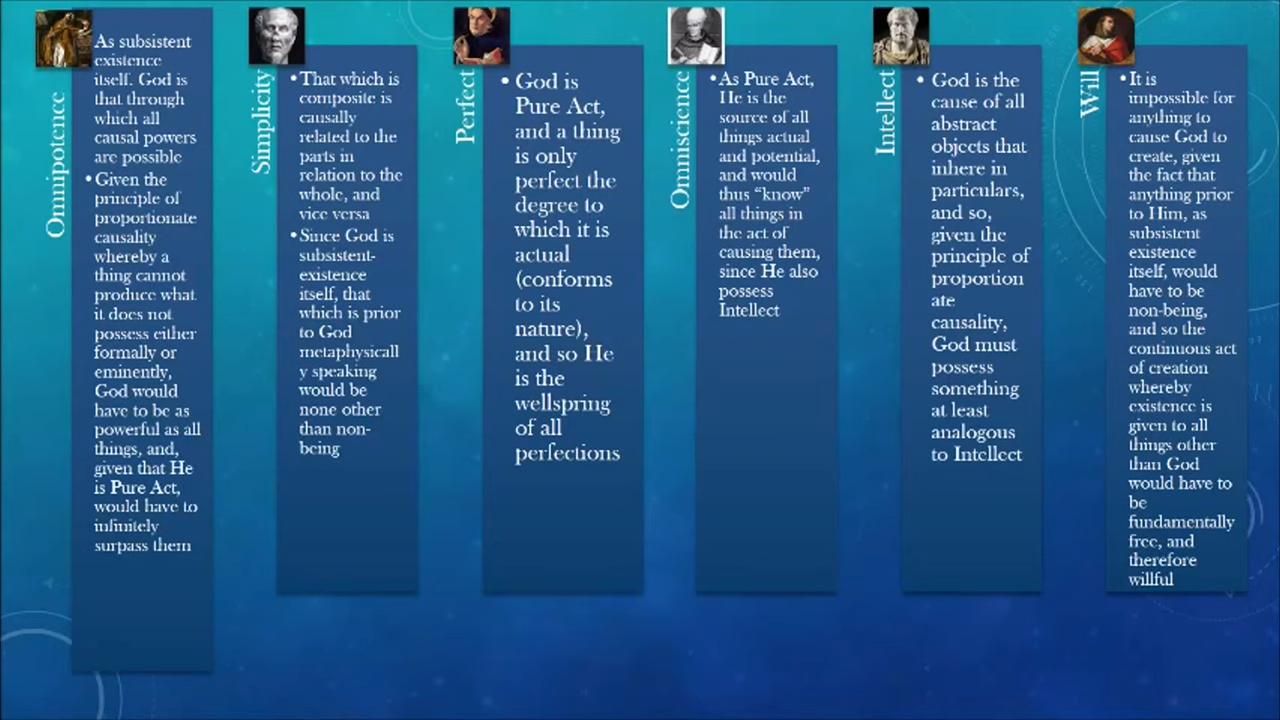 Omnipotence
As subsistent
existence
itself. God is
that through
which all
causal powers
are possible
• Given the
principle of
proportionate
causality
whereby a
thing cannot
produce what
it does not
possess either
formally or
eminently,
God would
have to be as
powerful as all
things, and,
given that He
is Pure Act,
would have to
infinitely
surpass them
Simplicity
• That which is
composite is
causally
related to the
parts in
relation to the
whole, and
vice versa
• Since God is
subsistent-
existence
itself, that
which is prior
to God
metaphysicall
y speaking
would be
none other
than non-
being
Perfect
• God is
Pure Act,
and a thing
is only
perfect the
degree to
which it is
actual
(conforms
to its
nature),
and so He
is the
wellspring
of all
perfections
Omniscience
• As Pure Act,
He is the
source of all
things actual
and potential,
and would
thus “know”
all things in
the act of
causing them,
since He also
possess
Intellect
Intellect
• God is the
cause of all
abstract
objects that
inhere in
particulars,
and so,
given the
principle of
proportion
ate
causality,
God must
possess
something
at least
analogous
to Intellect
Will
• It is
impossible for
anything to
cause God to
create, given
the fact that
anything prior
to Him, as
subsistent
existence
itself, would
have to be
non-being,
and so the
continuous act
of creation
whereby
existence is
given to all
things other
than God
would have to
be
fundamentally
free, and
therefore
willful